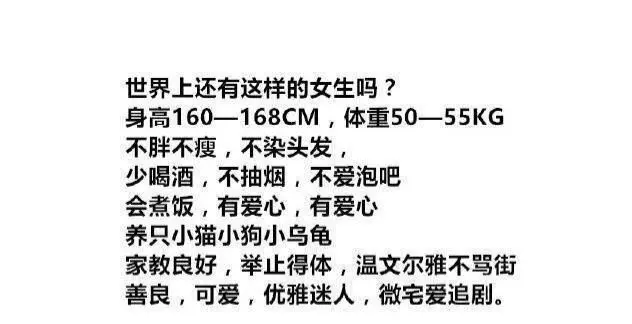 世界上还有这样的女生吗？
身高160—168CM，体重50—55KG
不胖不瘦，不染头发，
少喝酒，不抽烟，不爱泡吧
会煮饭，有爱心，有爱心
养只小猫小狗小乌龟
家教良好，举止得体，温文尔雅不骂街
善良，可爱，优雅迷人，微宅爱追剧。